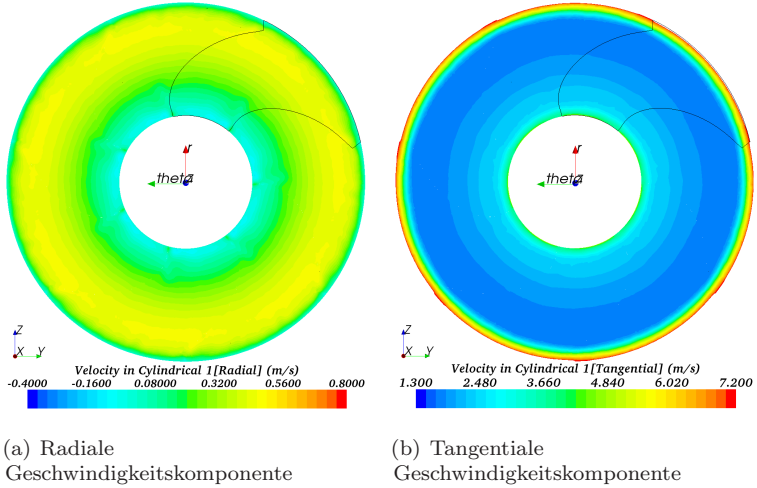 r
theta
Z
r
theta
Z
Z
X Y
Z
X Y
Velocity in Cylindrical 1[Radial] (m/s)
-0.4000 -0.1600 0.08000 0.3200 0.5600 0.8000
Velocity in Cylindrical 1[Tangential] (m/s)
1.300 2.480 3.660 4.840 6.020 7.200
(a) Radiale
Geschwindigkeitskomponente
(b) Tangentiale
Geschwindigkeitskomponente